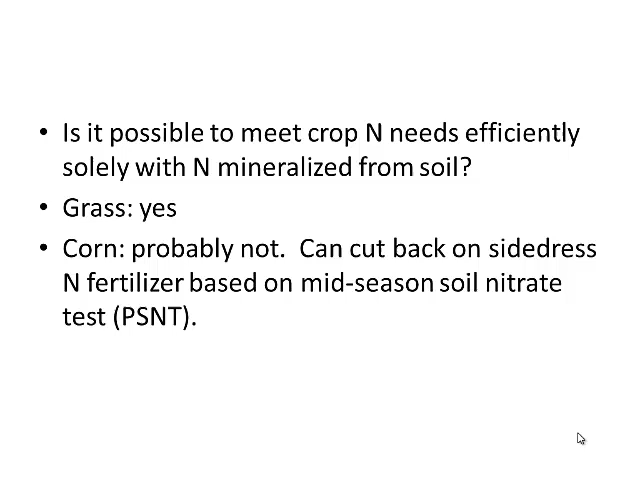 • Is it possible to meet crop N needs efficiently
solely with N mineralized from soil?
• Grass: yes
• Corn: probably not.  Can cut back on sidedress
N fertilizer based on mid-season soil nitrate
test (PSNT).